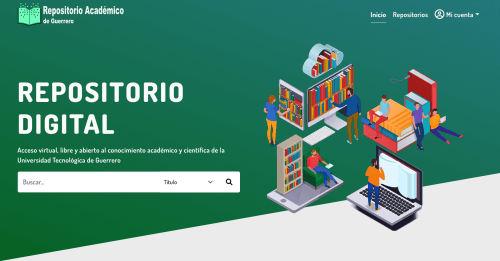 Repositorio Académico
de Guerrero
Inicio
Repositorios
Mi cuenta
REPOSITORIO
DIGITAL
Acceso virtual, libre y abierto al conocimiento académico y científica de la
Universidad Tecnológica de Guerrero
Buscar...
Título